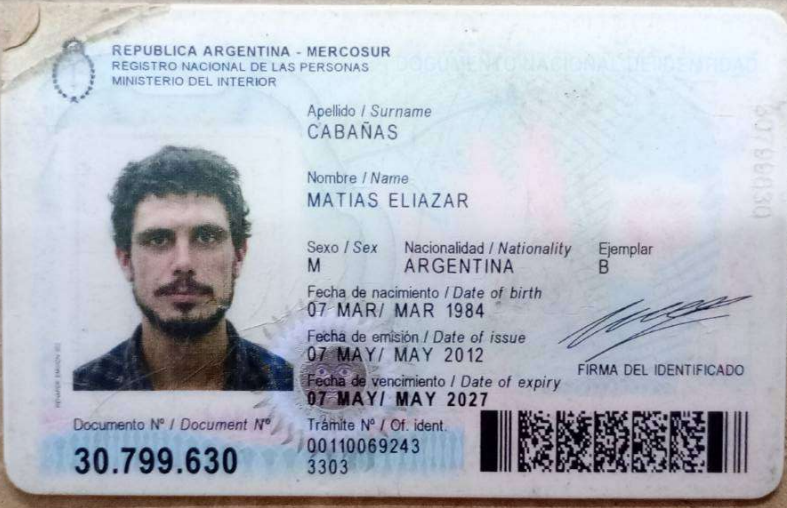 REPUBLICA ARGENTINA - MERCOSUR
REGISTRO NACIONAL DE LAS PERSONAS
MINISTERIO DEL INTERIOR
Apellido / Surname
CABAÑAS
Nombre / Name
MATIAS ELIAZAR
Sexo / Sex Nacionalidad / Nationality Ejemplar
M ARGENTINA B
Fecha de nacimiento / Date of birth
07 MAR/ MAR 1984
Fecha de emisión / Date of issue
07 MAY/ MAY 2012
FIRMA DEL IDENTIFICADO
Fecha de vencimiento / Date of expiry
07 MAY/ MAY 2027
Documento Nº / Document Nº Trámite Nº / Of. ident.
30.799.630 00110069243
3303